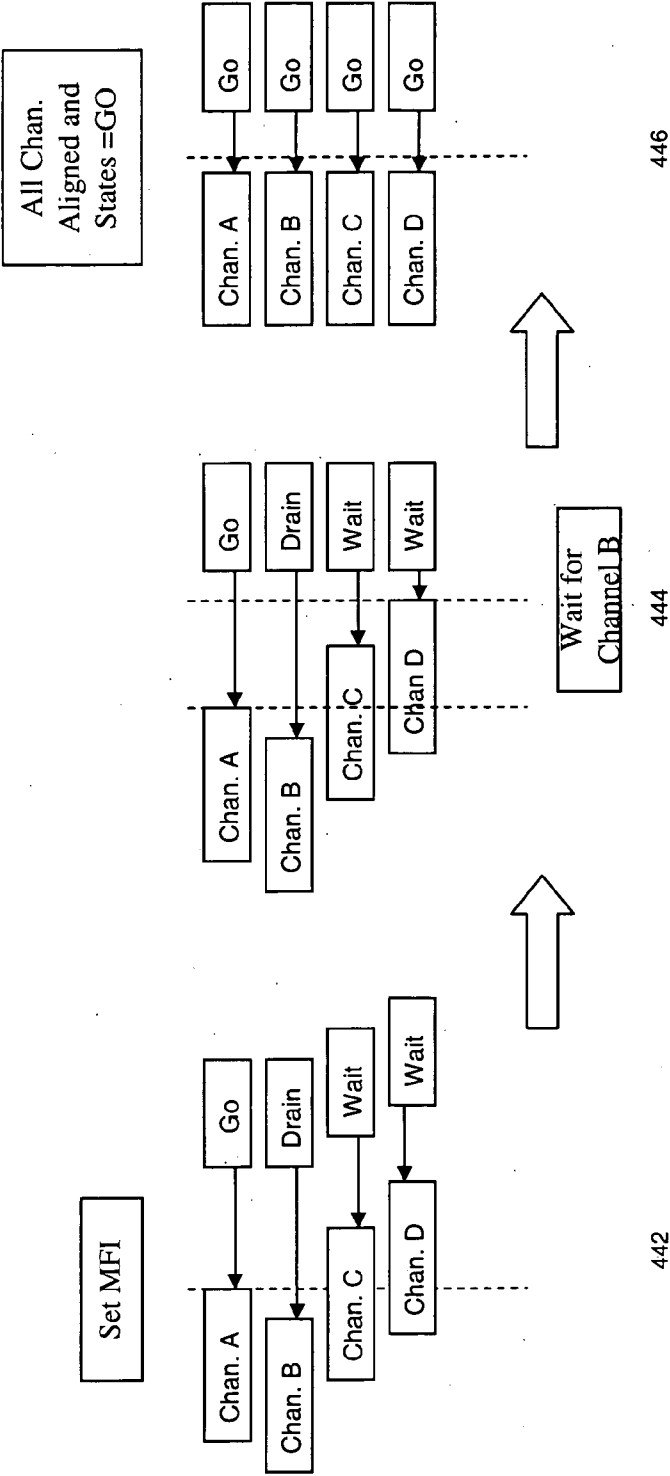 Set MFI
Chan. A
Go
Chan. B
Drain
Chan. C
Wait
Chan. D
Wait
442
Chan. A
Go
Chan. B
Drain
Chan. C
Wait
Chan D
Wait
Wait for
Channel B
444
All Chan.
Aligned and
States =GO
Chan. A
Go
Chan. B
Go
Chan. C
Go
Chan. D
Go
446